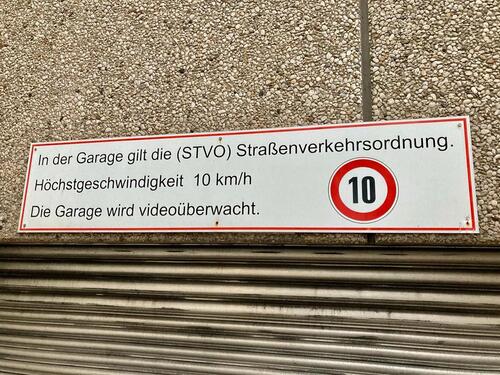 In der Garage gilt die (STVO) Straßenverkehrsordnung.
Höchstgeschwindigkeit 10 km/h
10
Die Garage wird videoüberwacht.